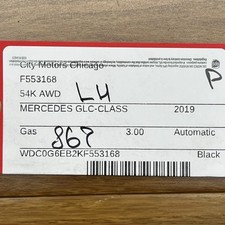 City Motors Chicago
F553168
P
54K AWD LH
MERCEDES GLC-CLASS 2019
Gas 867 3.00 Automatic
WDC0G6EB2KF553168 Black